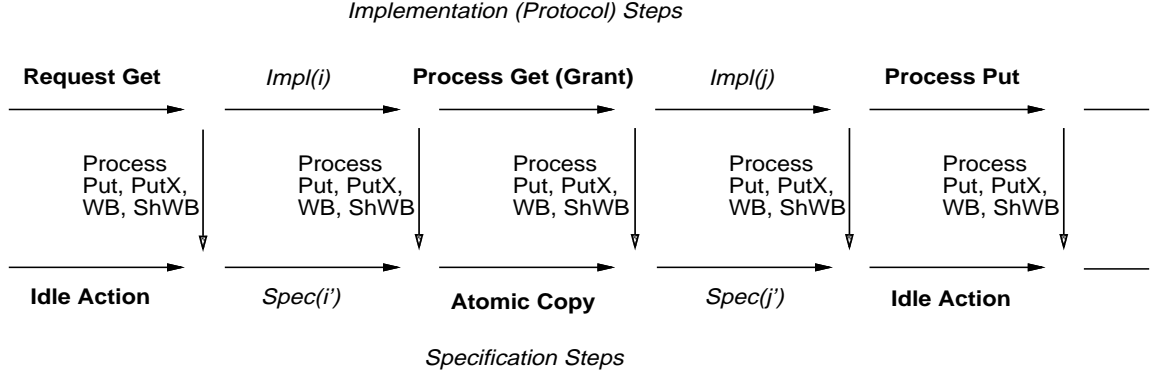 Implementation (Protocol) Steps
Request Get Impl(i) Process Get (Grant) Impl(j) Process Put
Process Process Process Process Process
Put, PutX, Put, PutX, Put, PutX, Put, PutX, Put, PutX,
WB, ShWB WB, ShWB WB, ShWB WB, ShWB WB, ShWB
Idle Action Spec(i') Atomic Copy Spec(j') Idle Action
Specification Steps